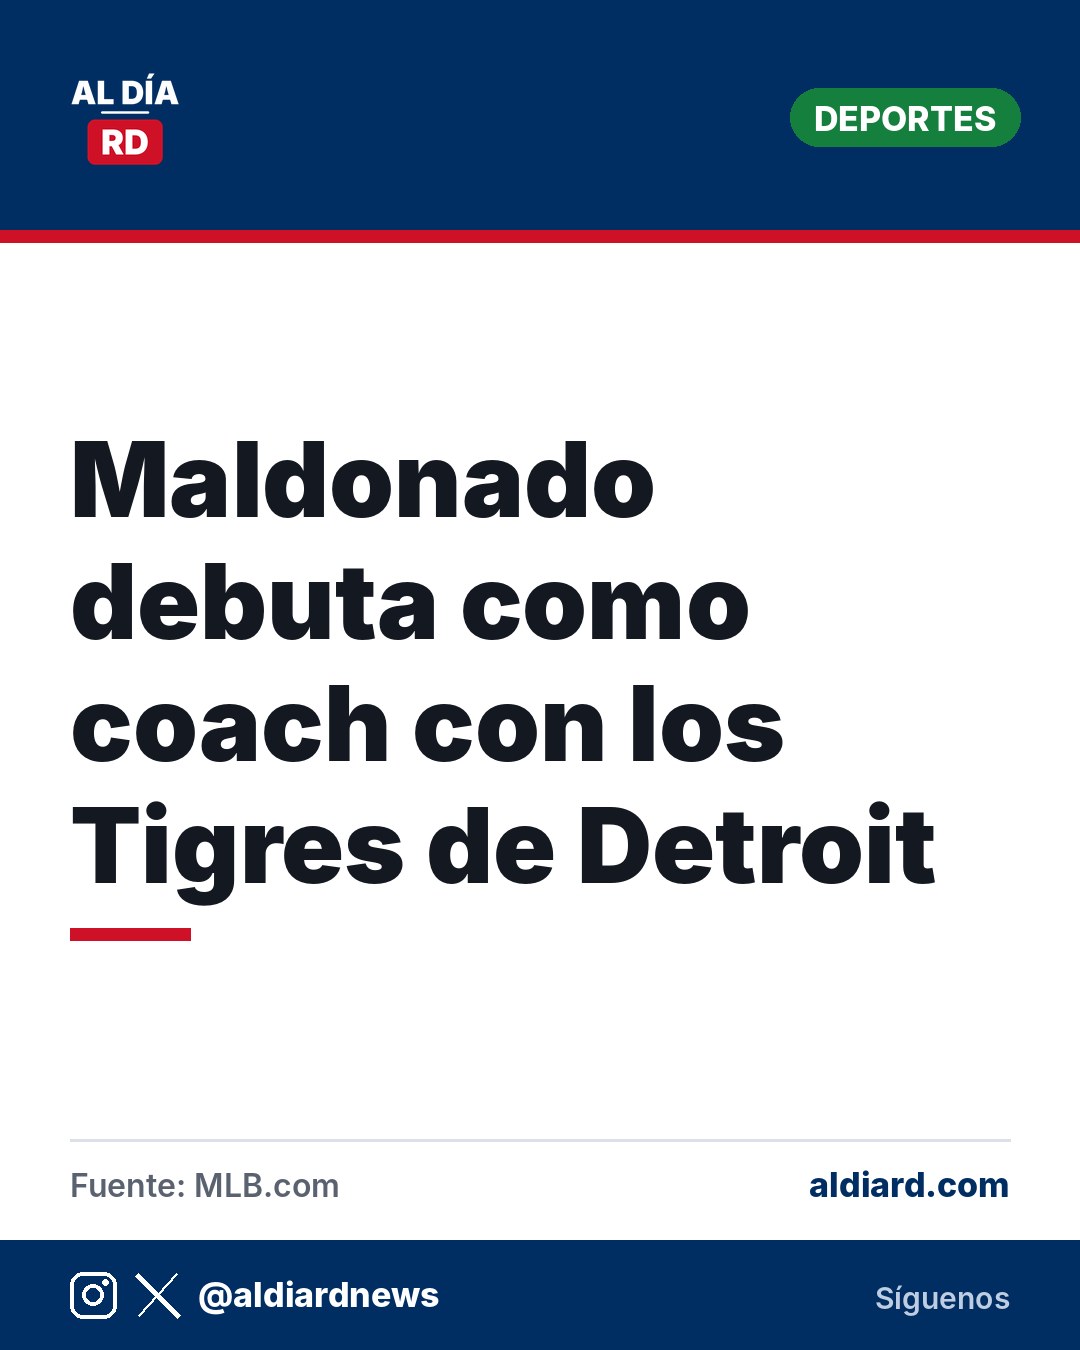 AL DÍA
RD
DEPORTES
Maldonado
debuta como
coach con los
Tigres de Detroit
Fuente: MLB.com
aldiard.com
@aldiardnews
Síguenos